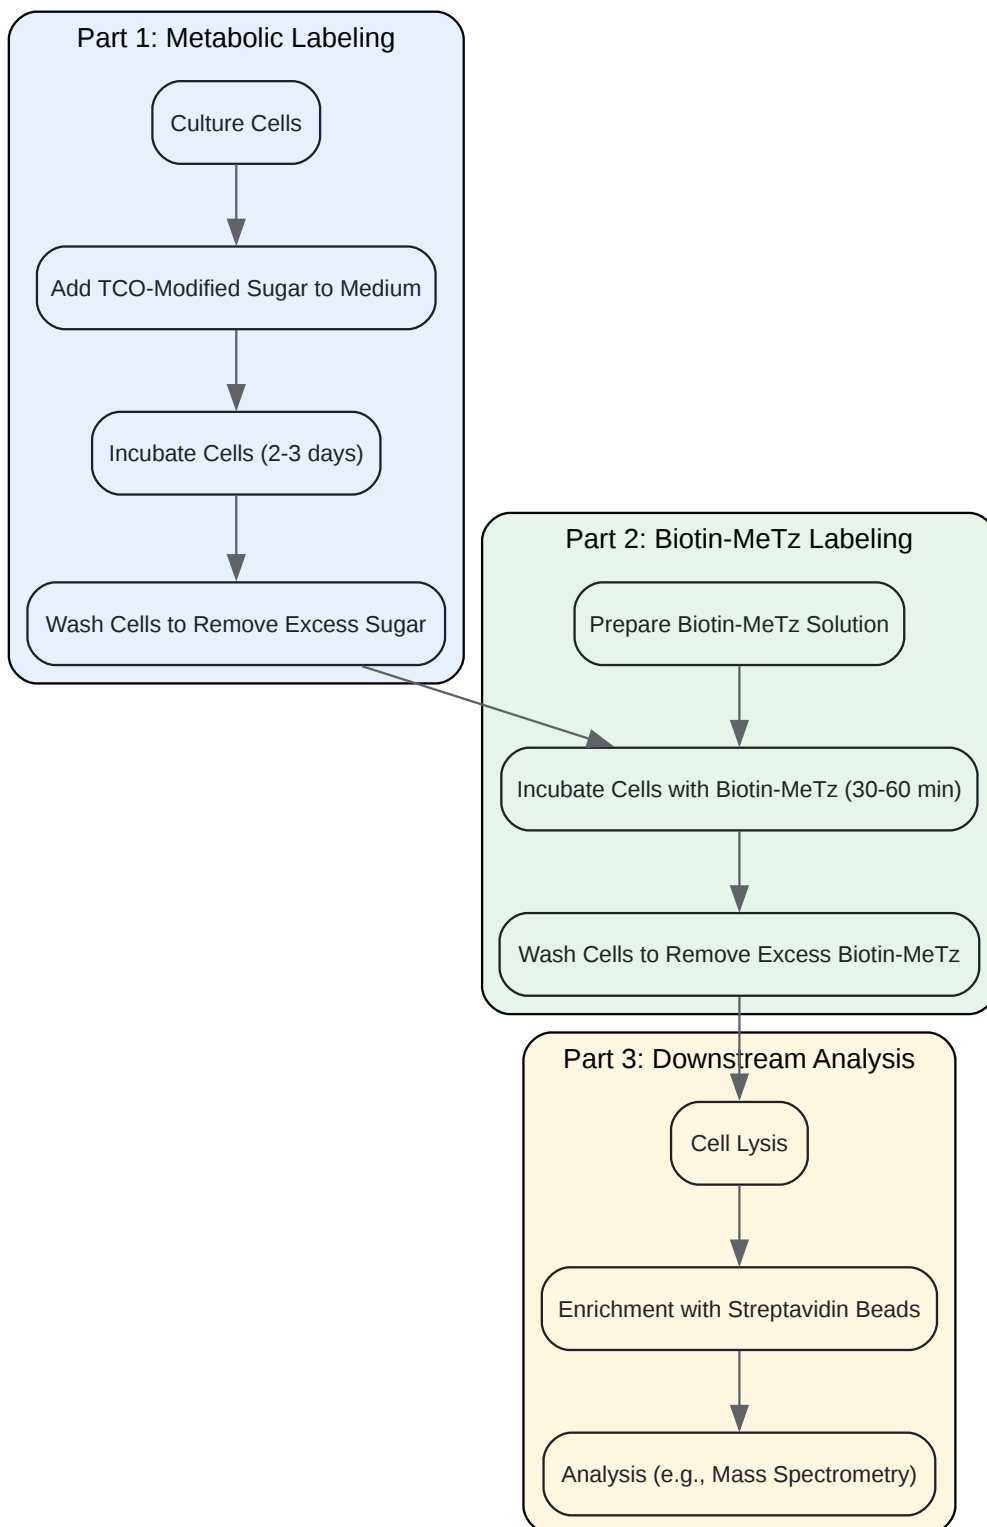 Part 1: Metabolic Labeling
Culture Cells
Add TCO-Modified Sugar to Medium
Incubate Cells (2-3 days)
Wash Cells to Remove Excess Sugar
Part 2: Biotin-MeTz Labeling
Prepare Biotin-MeTz Solution
Incubate Cells with Biotin-MeTz (30-60 min)
Wash Cells to Remove Excess Biotin-MeTz
Part 3: Downstream Analysis
Cell Lysis
Enrichment with Streptavidin Beads
Analysis (e.g., Mass Spectrometry)